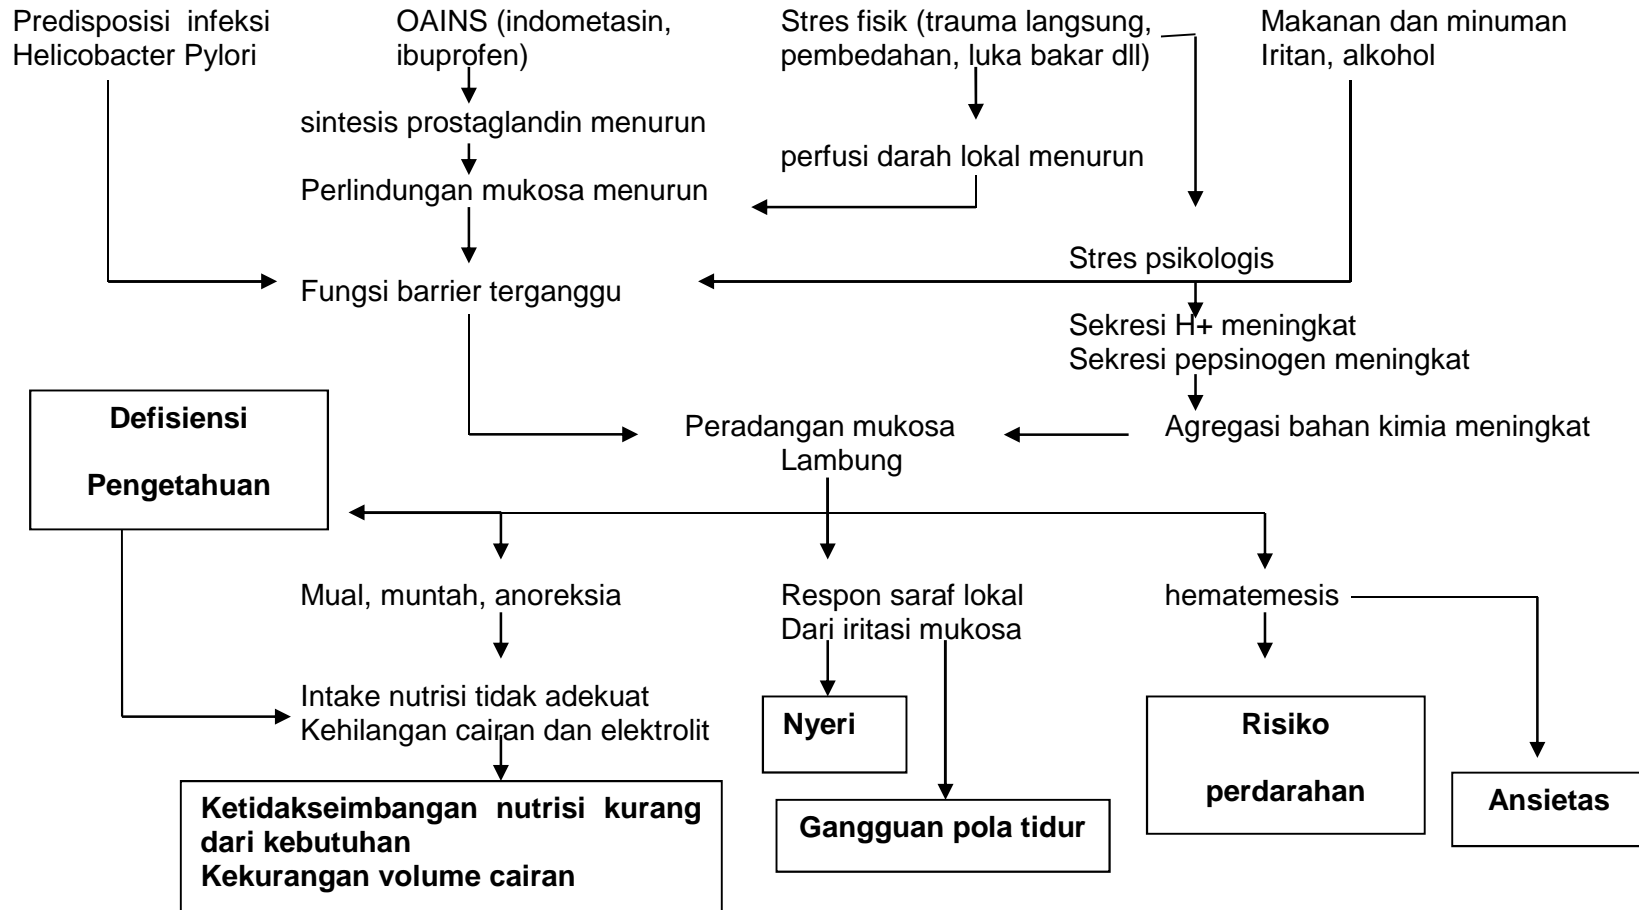 Predisposisi infeksi
Helicobacter Pylori
OAINS (indometasin,
ibuprofen)
Stres fisik (trauma langsung,
pembedahan, luka bakar dll)
Makanan dan minuman
Iritan, alkohol
sintesis prostaglandin menurun
perfusi darah lokal menurun
Perlindungan mukosa menurun
Stres psikologis
Fungsi barrier terganggu
Sekresi H+ meningkat
Sekresi pepsinogen meningkat
Defisiensi
Pengetahuan
Peradangan mukosa
Lambung
Agregasi bahan kimia meningkat
Mual, muntah, anoreksia
Respon saraf lokal
Dari iritasi mukosa
hematemesis
Intake nutrisi tidak adekuat
Kehilangan cairan dan elektrolit
Nyeri
Risiko
perdarahan
Ansietas
Ketidakseimbangan nutrisi kurang
dari kebutuhan
Kekurangan volume cairan
Gangguan pola tidur